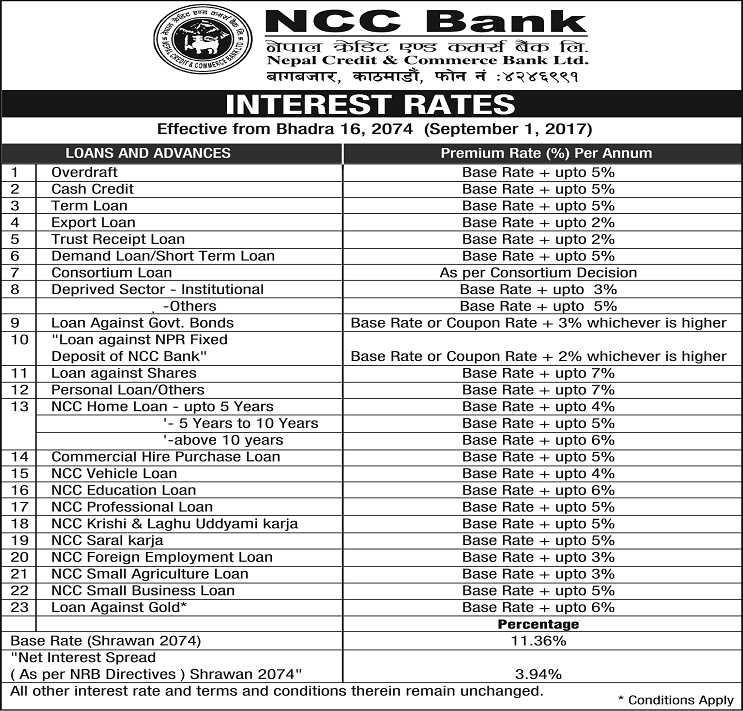 NCC Bank
नेपाल क्रेडिट एण्ड कमर्स बैंक लि.
Nepal Credit & Commerce Bank Ltd.
बागबजार, काठमाडौं, फोन नं :४२४६९९१
INTEREST RATES
Effective from Bhadra 16, 2074 (September 1, 2017)
LOANS AND ADVANCES Premium Rate (%) Per Annum
1 Overdraft Base Rate + upto 5%
2 Cash Credit Base Rate + upto 5%
3 Term Loan Base Rate + upto 5%
4 Export Loan Base Rate + upto 2%
5 Trust Receipt Loan Base Rate + upto 2%
6 Demand Loan/Short Term Loan Base Rate + upto 5%
7 Consortium Loan As per Consortium Decision
8 Deprived Sector - Institutional Base Rate + upto 3%
. -Others Base Rate + upto 5%
9 Loan Against Govt. Bonds Base Rate or Coupon Rate + 3% whichever is higher
10 "Loan against NPR Fixed
Deposit of NCC Bank" Base Rate or Coupon Rate + 2% whichever is higher
11 Loan against Shares Base Rate + upto 7%
12 Personal Loan/Others Base Rate + upto 7%
13 NCC Home Loan - upto 5 Years Base Rate + upto 4%
'- 5 Years to 10 Years Base Rate + upto 5%
'-above 10 years Base Rate + upto 6%
14 Commercial Hire Purchase Loan Base Rate + upto 5%
15 NCC Vehicle Loan Base Rate + upto 4%
16 NCC Education Loan Base Rate + upto 6%
17 NCC Professional Loan Base Rate + upto 5%
18 NCC Krishi & Laghu Uddyami karja Base Rate + upto 5%
19 NCC Saral karja Base Rate + upto 5%
20 NCC Foreign Employment Loan Base Rate + upto 3%
21 NCC Small Agriculture Loan Base Rate + upto 3%
22 NCC Small Business Loan Base Rate + upto 5%
23 Loan Against Gold* Base Rate + upto 6%
Percentage
Base Rate (Shrawan 2074) 11.36%
"Net Interest Spread
( As per NRB Directives ) Shrawan 2074" 3.94%
All other interest rate and terms and conditions therein remain unchanged.
* Conditions Apply